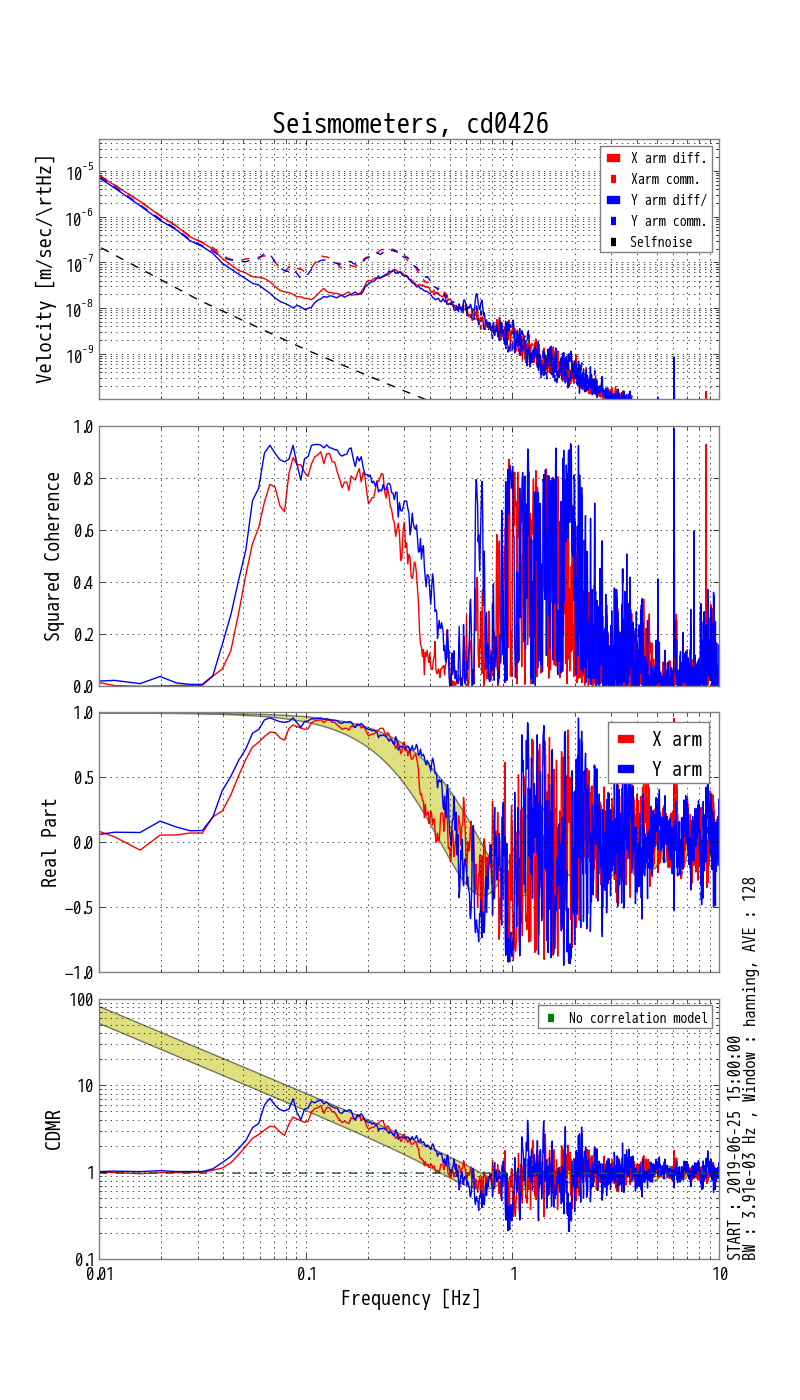 Seismometers, cd0426
Velocity [m/sec/\rtHz]
10^-5
10^-6
10^-7
10^-8
10^-9
X arm diff.
Xarm comm.
Y arm diff/
Y arm comm.
Selfnoise
Squared Coherence
1.0
0.8
0.6
0.4
0.2
0.0
Real Part
1.0
0.5
0.0
−0.5
−1.0
X arm
Y arm
CDMR
100
10
1
0.1
No correlation model
0.01
0.1
1
10
Frequency [Hz]
START : 2019-06-25 15:00:00
BW : 3.91e-03 Hz , Window : hanning, AVE : 128